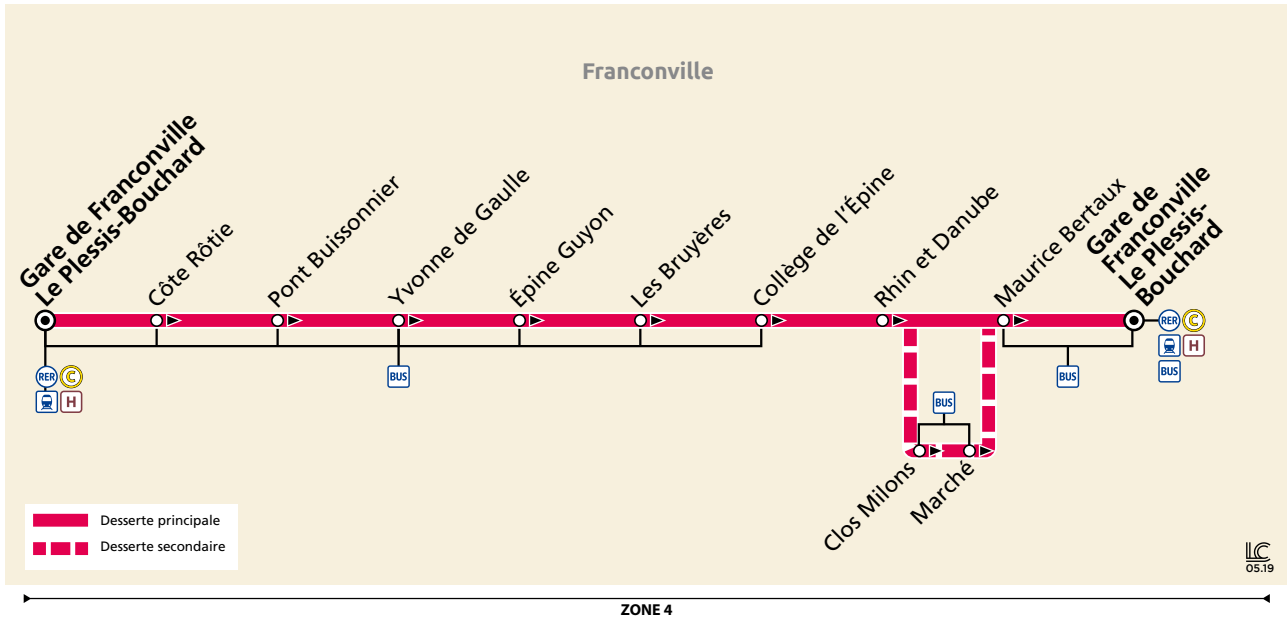 Franconville
Gare de Franconville
Le Plessis-Bouchard
Côte Rôtie
Pont Buissonnier
Yvonne de Gaulle
Épine Guyon
Les Bruyères
Collège de l'Épine
Rhin et Danube
Maurice Bertaux
Gare de
Franconville
Le Plessis-
Bouchard
RER C
H
BUS
BUS
Clos Milons
Marché
BUS
RER C
H
BUS
Desserte principale
Desserte secondaire
LC
05.19
ZONE 4